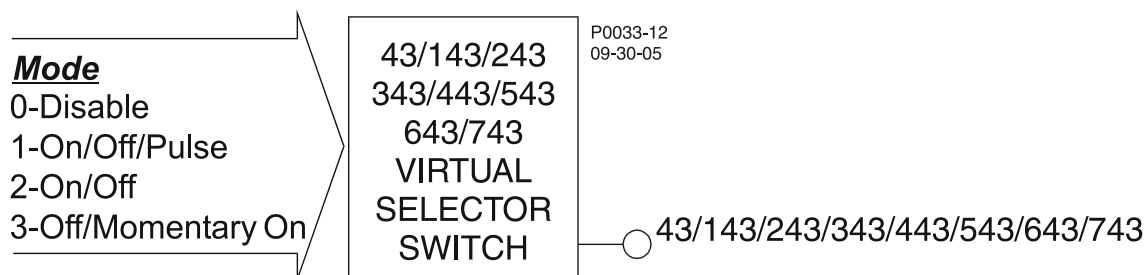 Mode
0-Disable
1-On/Off/Pulse
2-On/Off
3-Off/Momentary On
43/143/243
343/443/543
643/743
VIRTUAL
SELECTOR
SWITCH
P0033-12
09-30-05
43/143/243/343/443/543/643/743